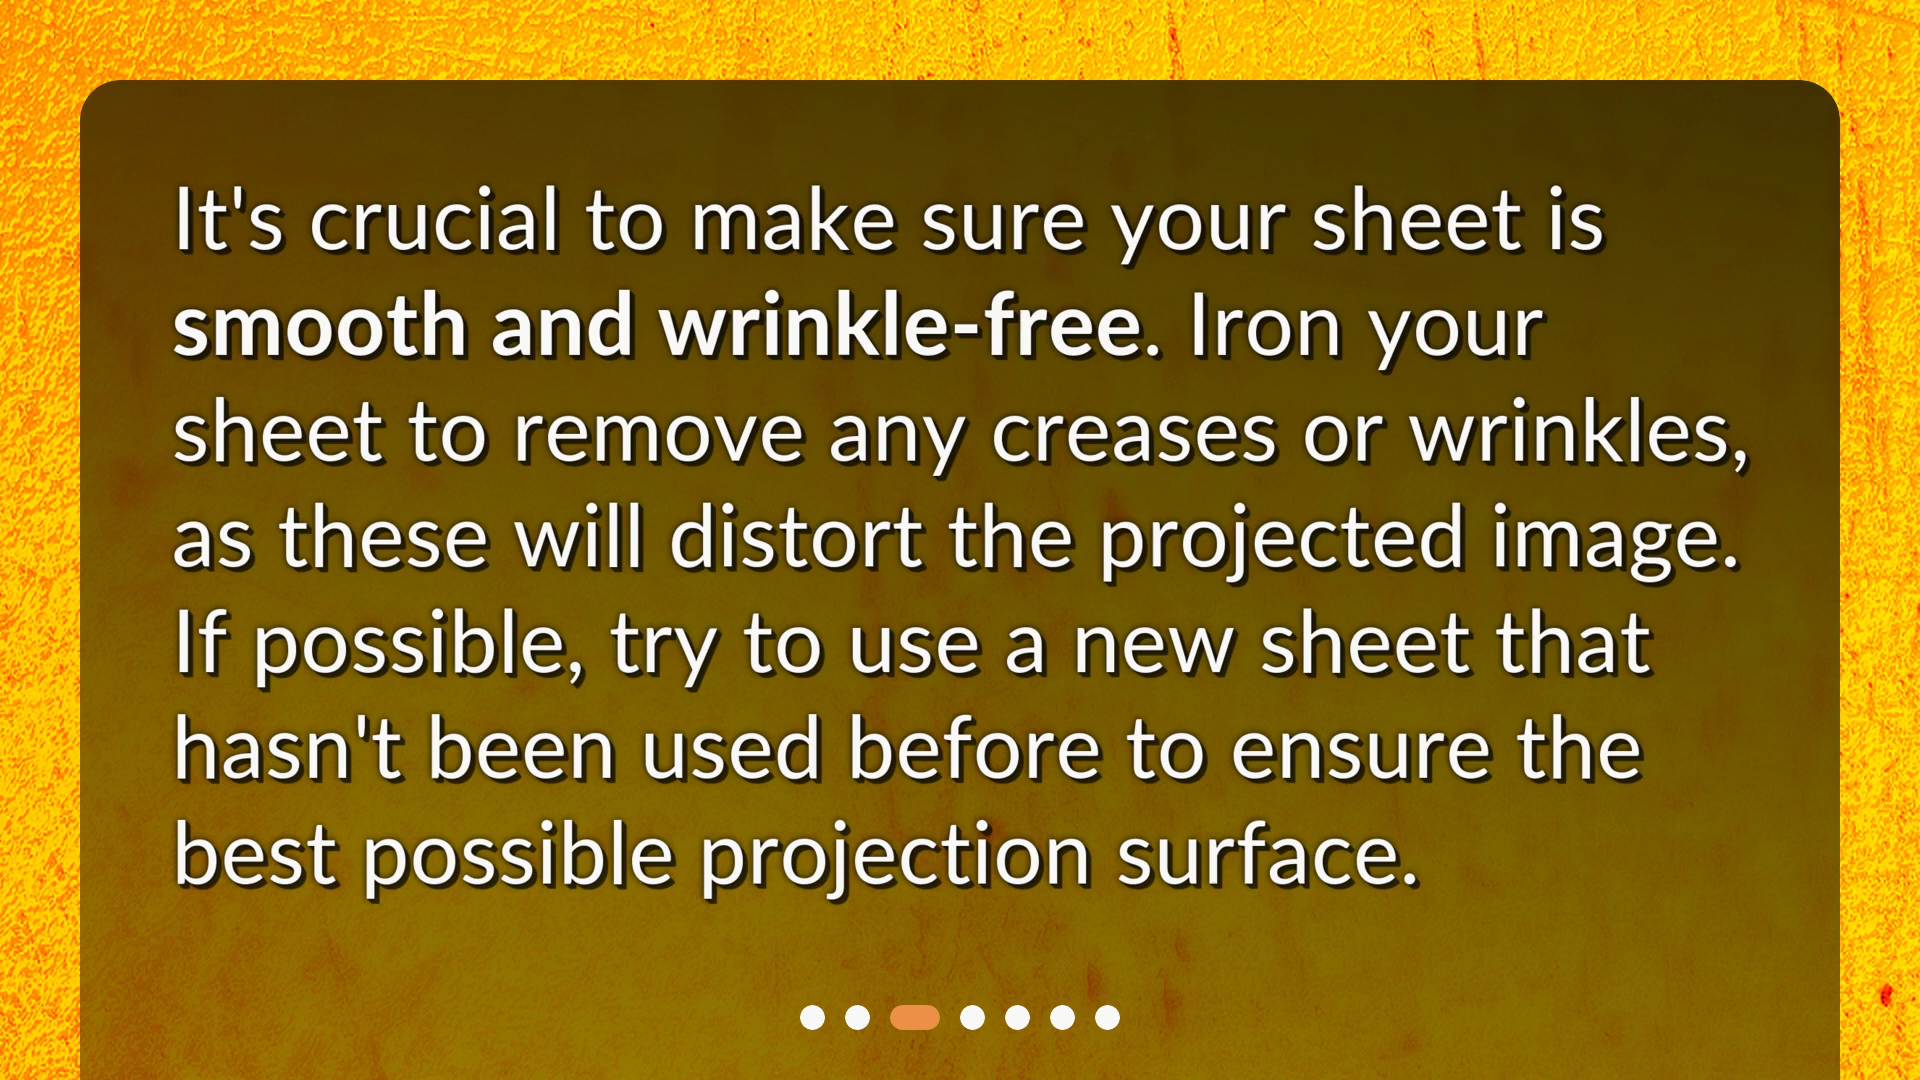 It's crucial to make sure your sheet is
smooth and wrinkle-free. Iron your
sheet to remove any creases or wrinkles,
as these will distort the projected image.
If possible, try to use a new sheet that
hasn't been used before to ensure the
best possible projection surface.